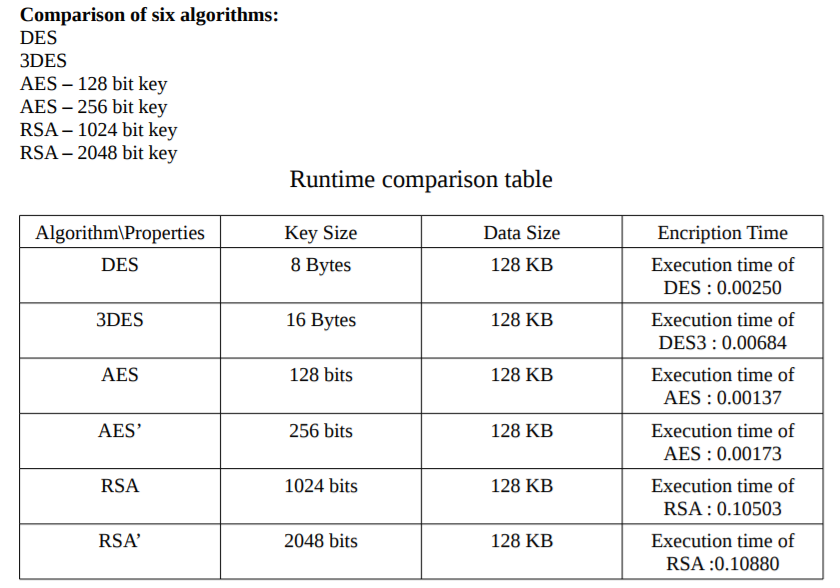 Comparison of six algorithms:
DES
3DES
AES – 128 bit key
AES – 256 bit key
RSA – 1024 bit key
RSA – 2048 bit key
Runtime comparison table
Algorithm\Properties Key Size Data Size Encription Time
DES 8 Bytes 128 KB Execution time of
DES : 0.00250
3DES 16 Bytes 128 KB Execution time of
DES3 : 0.00684
AES 128 bits 128 KB Execution time of
AES : 0.00137
AES’ 256 bits 128 KB Execution time of
AES : 0.00173
RSA 1024 bits 128 KB Execution time of
RSA : 0.10503
RSA’ 2048 bits 128 KB Execution time of
RSA :0.10880